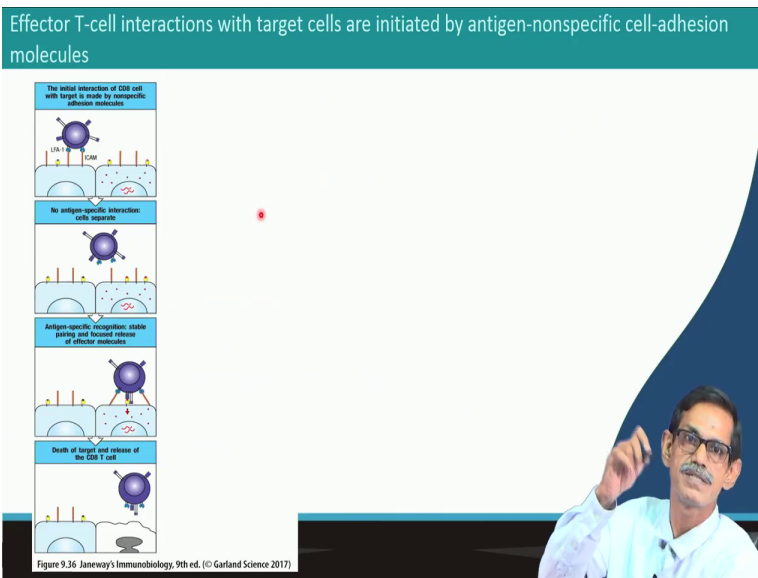 Effector T-cell interactions with target cells are initiated by antigen-nonspecific cell-adhesion
molecules
The initial interaction of CD8 cell
with target is made by nonspecific
adhesion molecules
LFA-1
ICAM
No antigen-specific interaction:
cells separate
Antigen-specific recognition: stable
pairing and focused release
of effector molecules
Death of target and release of
the CD8 T cell
Figure 9.36 Janeway's Immunobiology, 9th ed. (© Garland Science 2017)